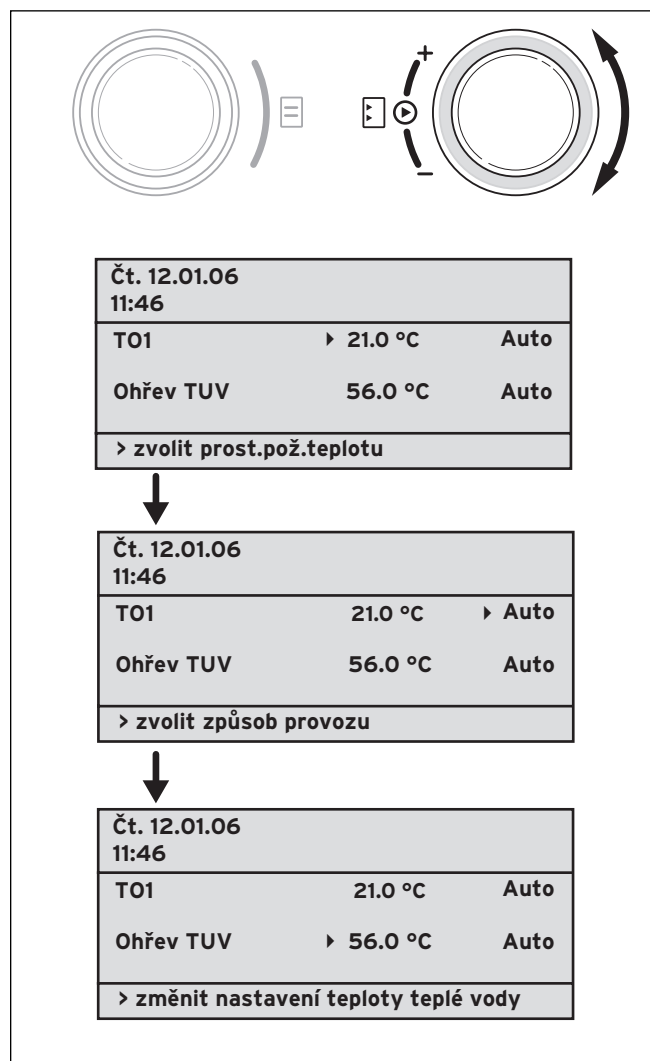 +
−
Čt. 12.01.06
11:46
TO1 ▸ 21.0 °C Auto
Ohřev TUV 56.0 °C Auto
> zvolit prost.pož.teplotu
Čt. 12.01.06
11:46
TO1 21.0 °C ▸ Auto
Ohřev TUV 56.0 °C Auto
> zvolit způsob provozu
Čt. 12.01.06
11:46
TO1 21.0 °C Auto
Ohřev TUV ▸ 56.0 °C Auto
> změnit nastavení teploty teplé vody